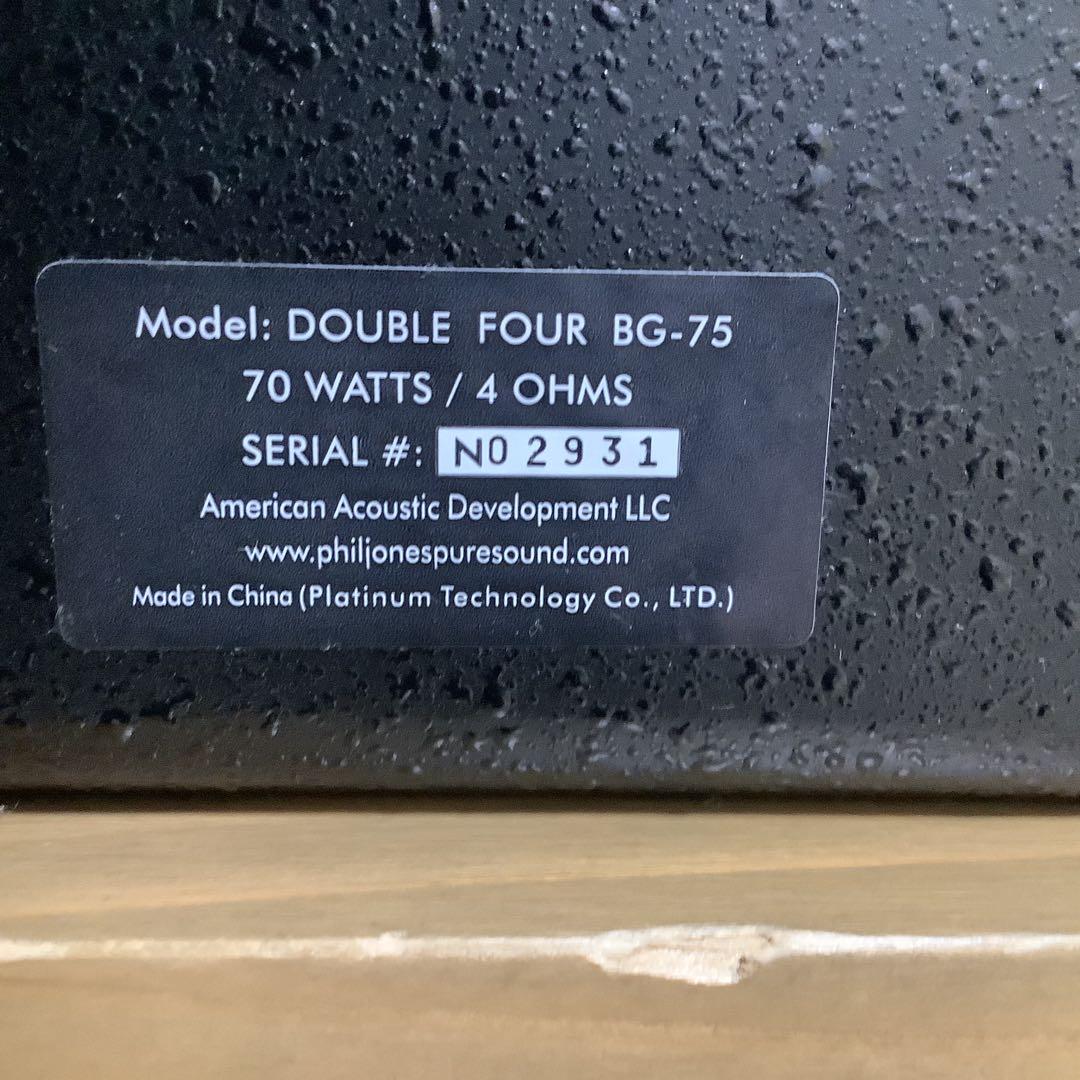 Model: DOUBLE FOUR BG-75
70 WATTS / 4 OHMS
SERIAL #: NO 2931
American Acoustic Development LLC
www.philjonespuresound.com
Made in China (Platinum Technology Co., LTD.)